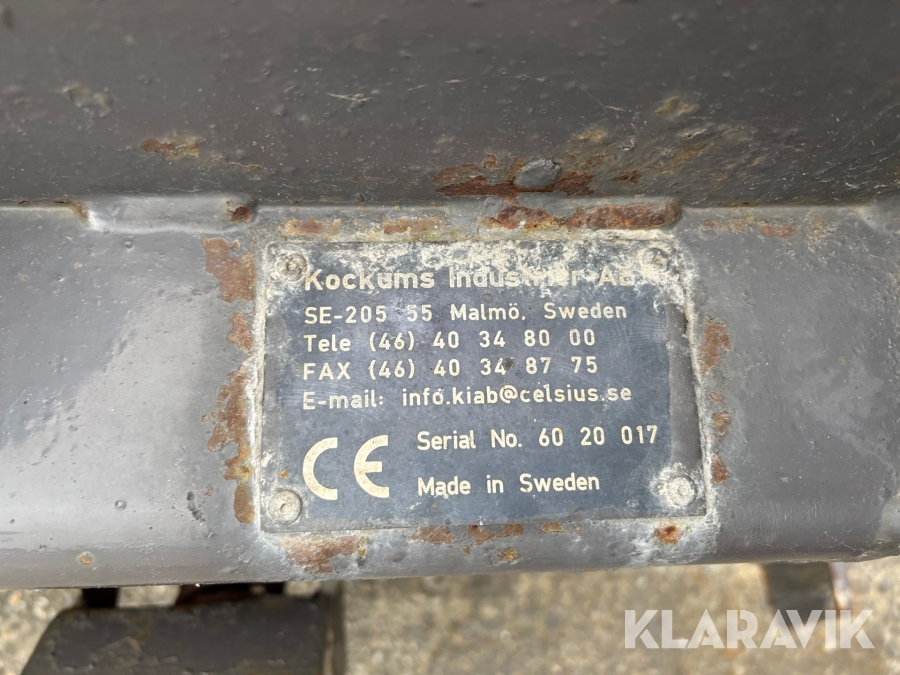 Kockums Industrier-AB
SE-205 55 Malmö, Sweden
Tele (46) 40 34 80 00
FAX (46) 40 34 87 75
E-mail: info.kiab@celsius.se
CE Serial No. 60 20 017
Made in Sweden
KLARAVIK